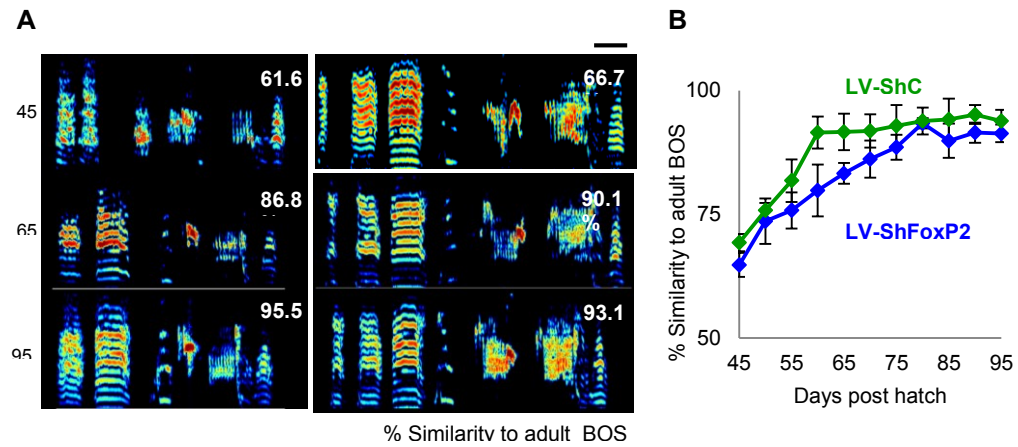 A
61.6
66.7
45
86.8
90.1
%
65
95.5
93.1
95
% Similarity to adult BOS
B
LV-ShC
LV-ShFoxP2
100
75
50
% Similarity to adult BOS
45 55 65 75 85 95
Days post hatch